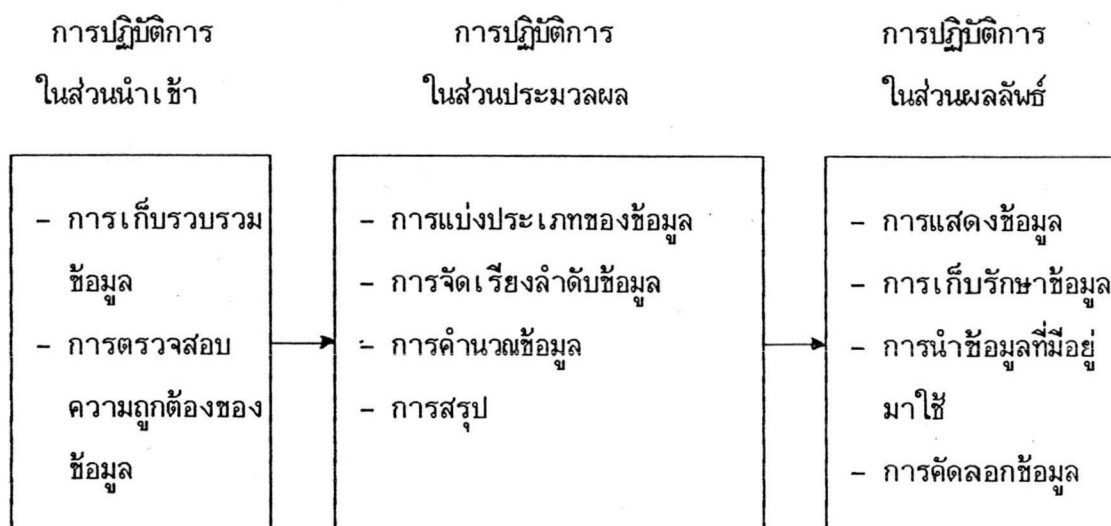 การปฏิบัติการ
ในส่วนนำเข้า
การปฏิบัติการ
ในส่วนประมวลผล
การปฏิบัติการ
ในส่วนผลลัพธ์
- การเก็บรวบรวม
ข้อมูล
- การตรวจสอบ
ความถูกต้องของ
ข้อมูล
- การแบ่งประเภทของข้อมูล
- การจัดเรียงลำดับข้อมูล
- การคำนวณข้อมูล
- การสรุป
- การแสดงข้อมูล
- การเก็บรักษาข้อมูล
- การนำข้อมูลที่มีอยู่
มาใช้
- การคัดลอกข้อมูล